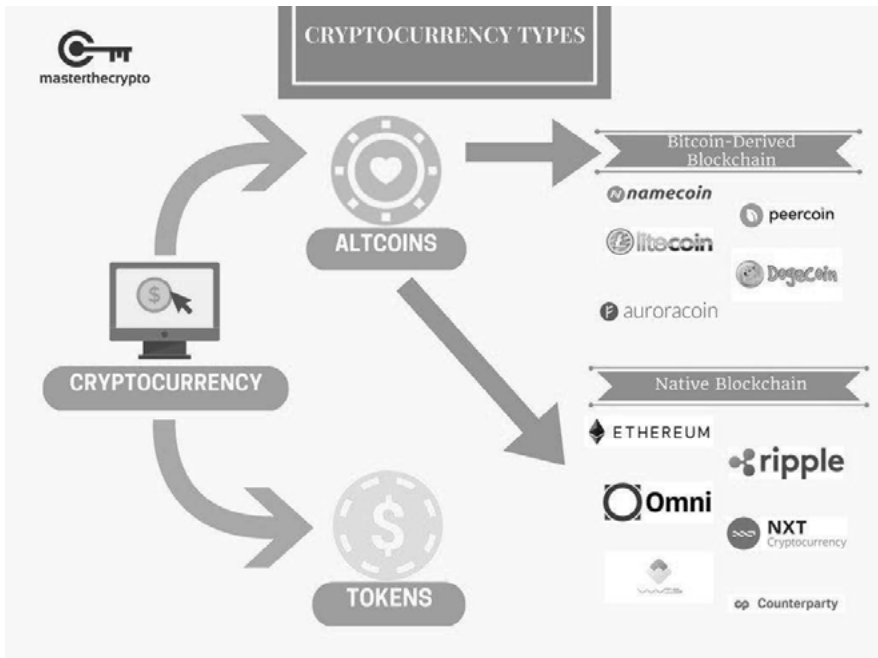 CRYPTOCURRENCY TYPES
masterthecrypto
ALTCOINS
Bitcoin-Derived
Blockchain
namecoin
peercoin
litecoin
DogeCoin
auroracoin
CRYPTOCURRENCY
Native Blockchain
ETHEREUM
ripple
Omni
NXT
Cryptocurrency
TOKENS
Counterparty